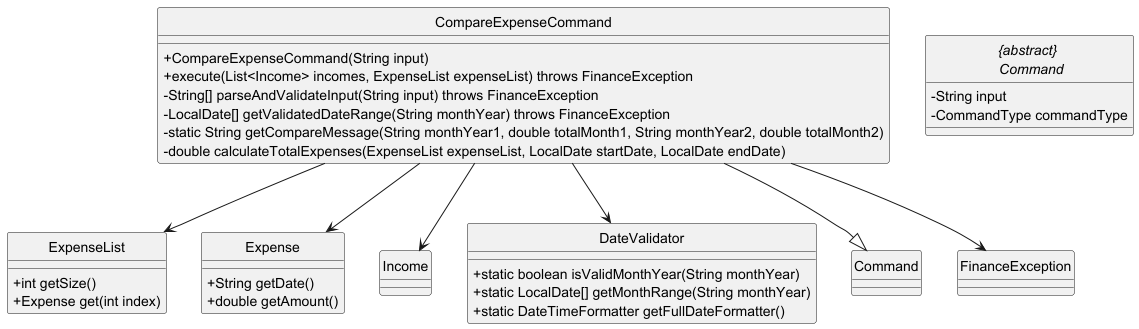 CompareExpenseCommand
+CompareExpenseCommand(String input)
+execute(List<Income> incomes, ExpenseList expenseList) throws FinanceException
-String[] parseAndValidateInput(String input) throws FinanceException
-LocalDate[] getValidatedDateRange(String monthYear) throws FinanceException
-static String getCompareMessage(String monthYear1, double totalMonth1, String monthYear2, double totalMonth2)
-double calculateTotalExpenses(ExpenseList expenseList, LocalDate startDate, LocalDate endDate)
{abstract}
Command
-String input
-CommandType commandType
ExpenseList
+int getSize()
+Expense get(int index)
Expense
+String getDate()
+double getAmount()
Income
DateValidator
+static boolean isValidMonthYear(String monthYear)
+static LocalDate[] getMonthRange(String monthYear)
+static DateTimeFormatter getFullDateFormatter()
Command
FinanceException